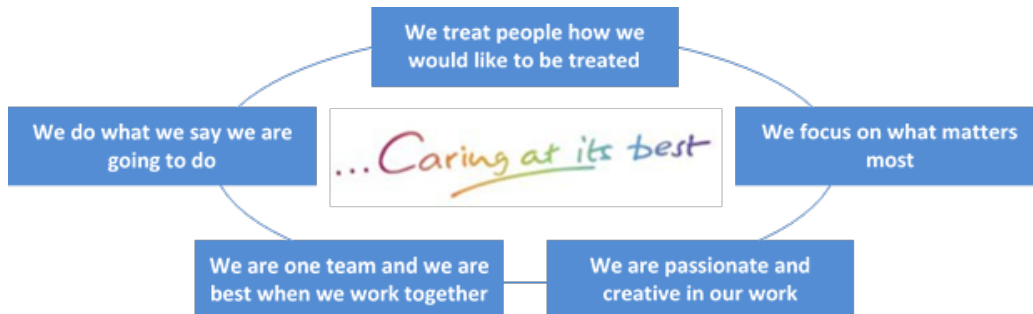 We treat people how we
would like to be treated
We do what we say we are
going to do
...Caring at its best
We focus on what matters
most
We are one team and we are
best when we work together
We are passionate and
creative in our work